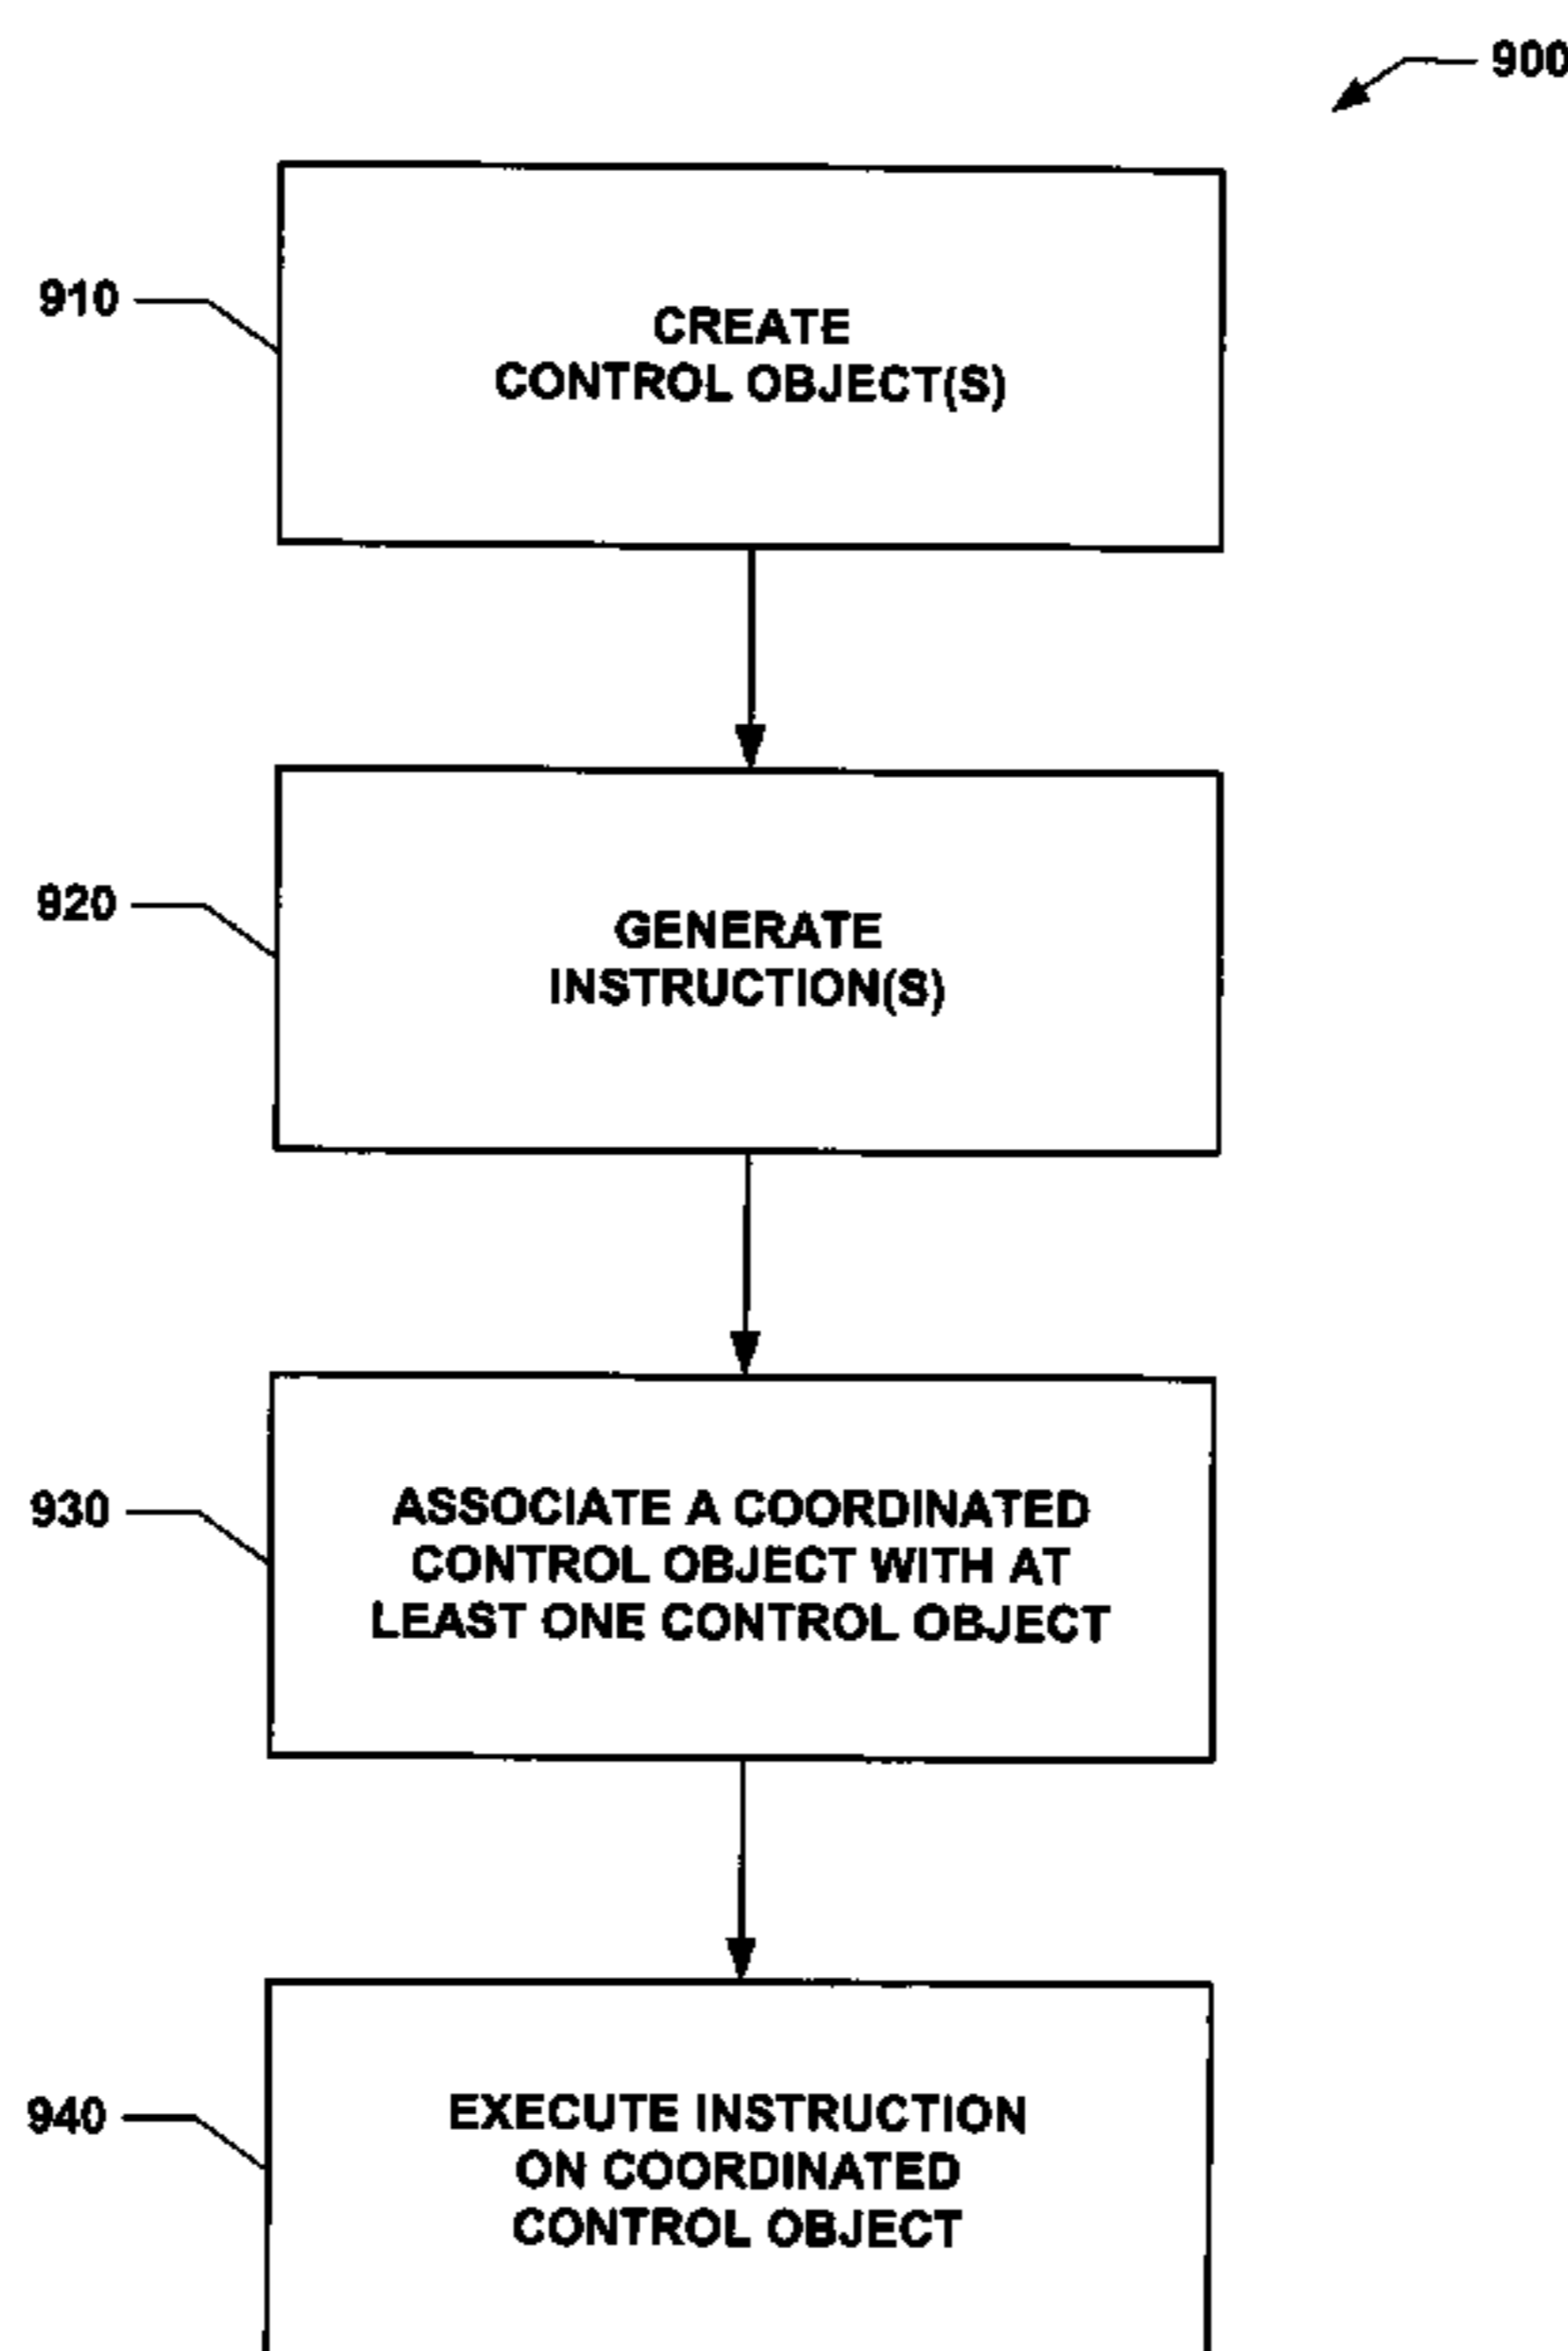 900
910
CREATE
CONTROL OBJECT(S)
920
GENERATE
INSTRUCTION(S)
930
ASSOCIATE A COORDINATED
CONTROL OBJECT WITH AT
LEAST ONE CONTROL OBJECT
940
EXECUTE INSTRUCTION
ON COORDINATED
CONTROL OBJECT